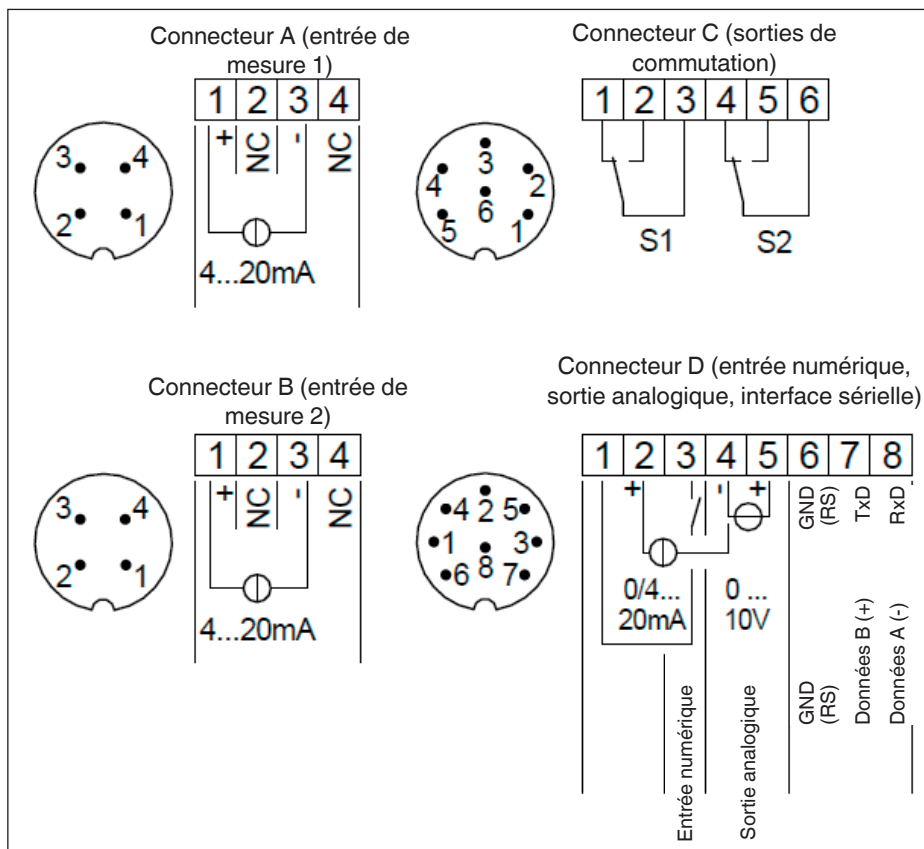 Connecteur A (entrée de
mesure 1)
1 2 3 4
+ NC - NC
3 4
2 1
4...20mA
Connecteur C (sorties de
commutation)
1 2 3 4 5 6
3
4 2
6
5 1
S1 S2
Connecteur B (entrée de
mesure 2)
1 2 3 4
+ NC - NC
3 4
2 1
4...20mA
Connecteur D (entrée numérique,
sortie analogique, interface sérielle)
1 2 3 4 5 6 7 8
+ - +
GND
(RS)
TxD
RxD
4 2 5
1 3
6 8 7
0/4...
20mA
0 ...
10V
Entrée numérique
Sortie analogique
GND
(RS)
Données B (+)
Données A (-)